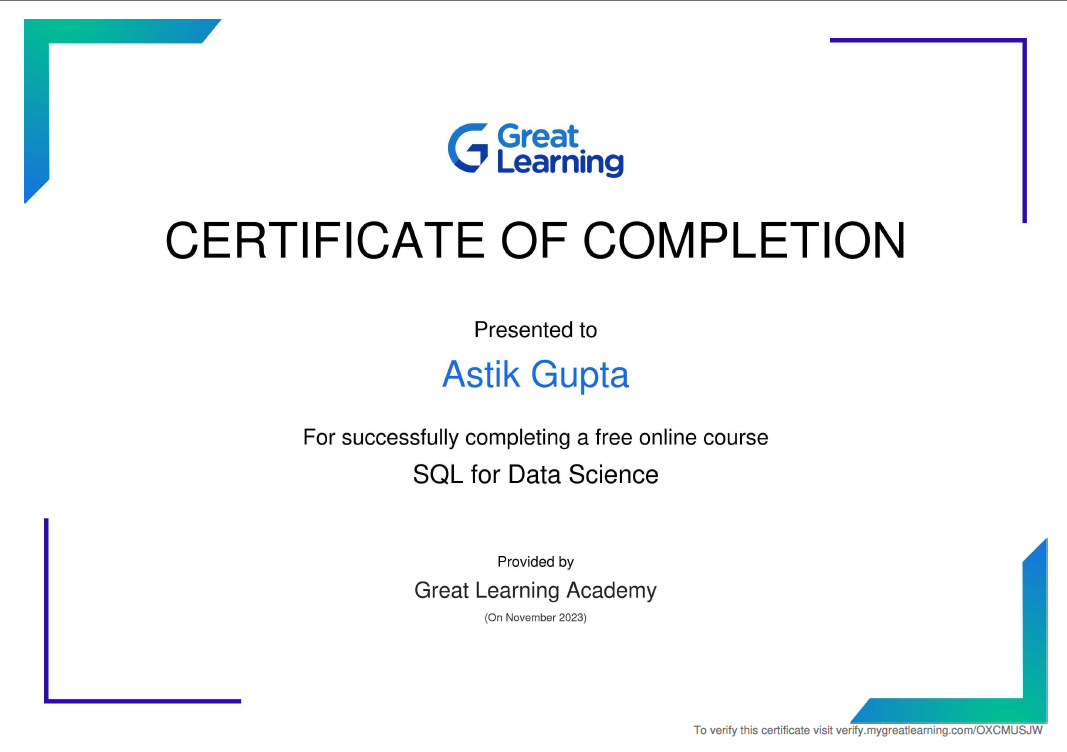 Great
Learning
CERTIFICATE OF COMPLETION
Presented to
Astik Gupta
For successfully completing a free online course
SQL for Data Science
Provided by
Great Learning Academy
(On November 2023)
To verify this certificate visit verify.mygreatlearning.com/OXCMUSJW